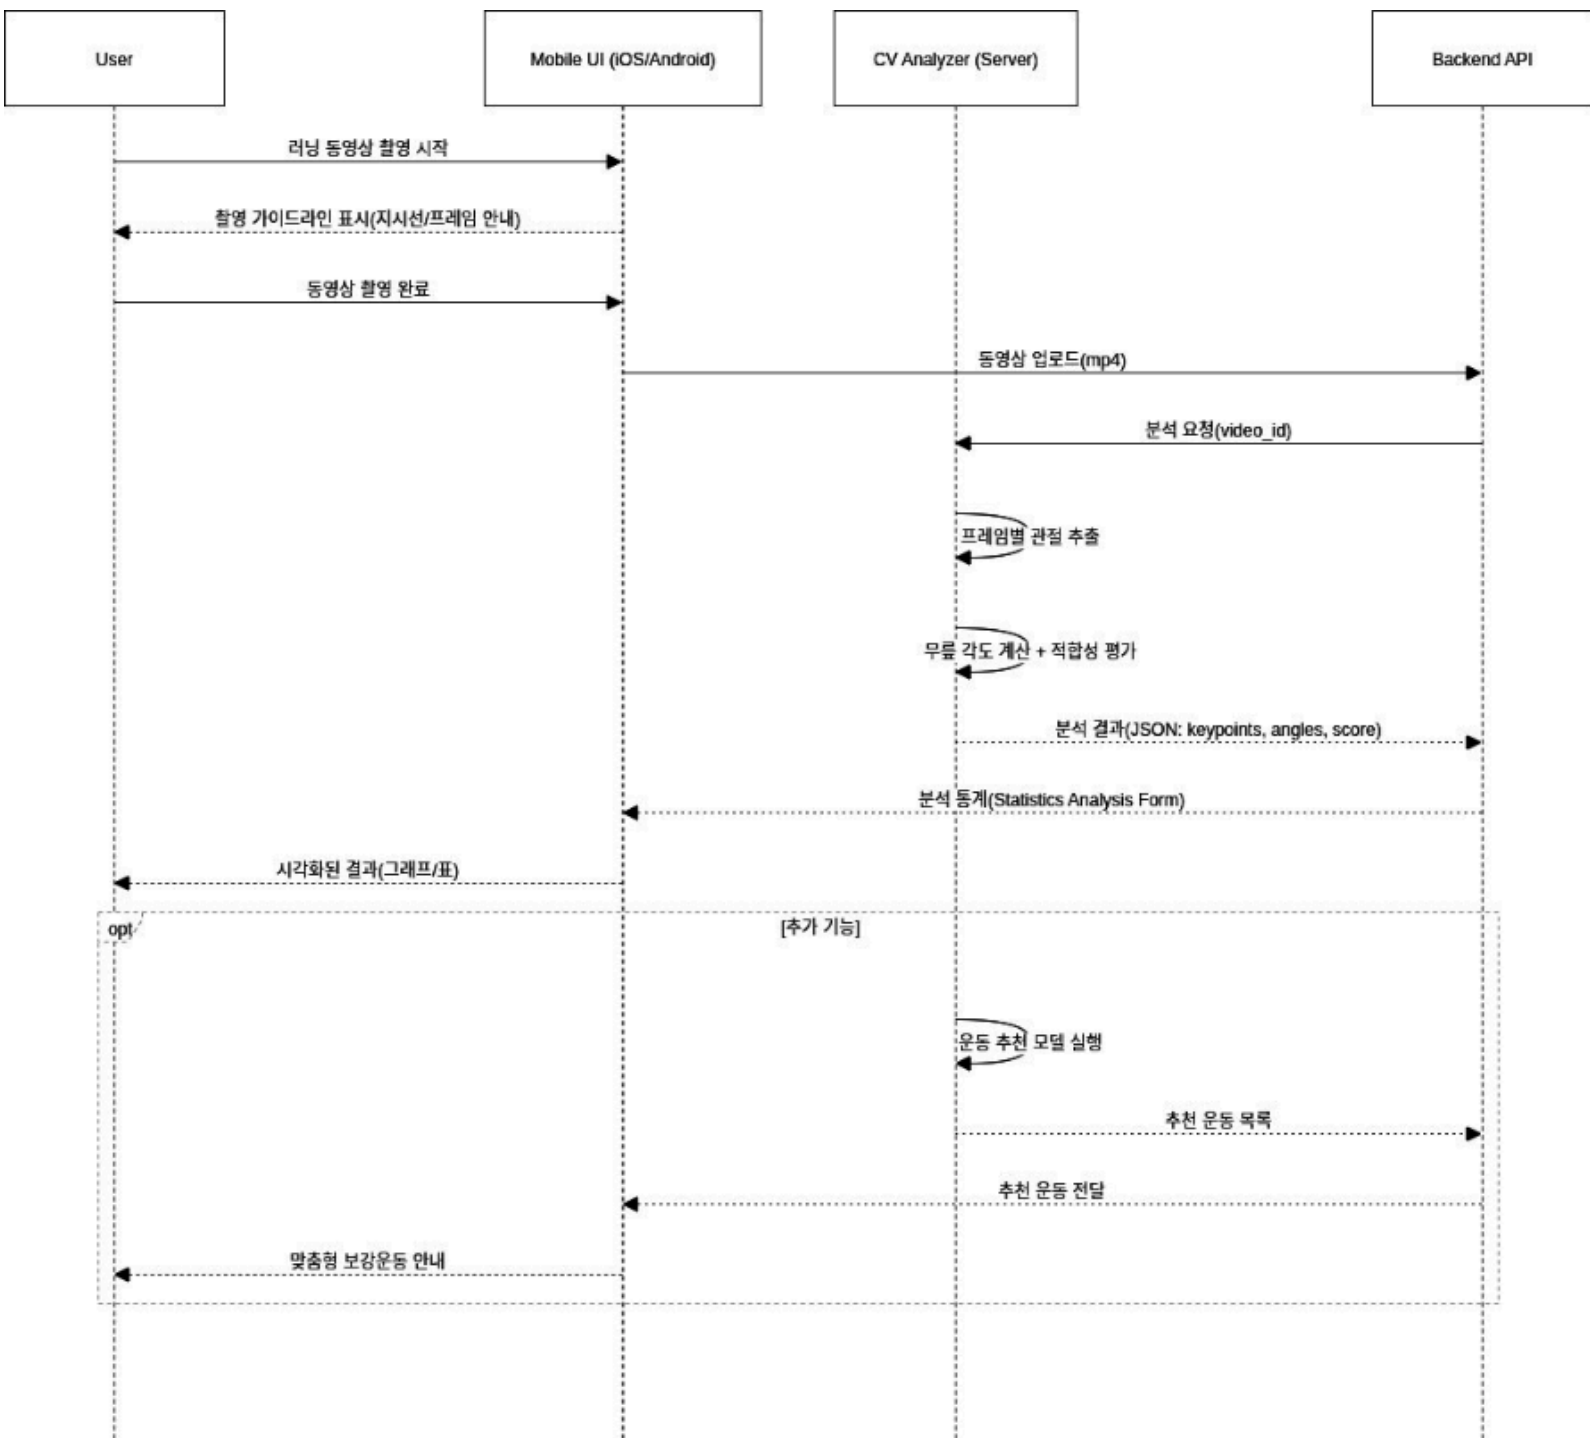 User
Mobile UI (iOS/Android)
CV Analyzer (Server)
Backend API
러닝 동영상 촬영 시작
촬영 가이드라인 표시(지시선/프레임 안내)
동영상 촬영 완료
동영상 업로드(mp4)
분석 요청(video_id)
프레임별 관절 추출
무릎 각도 계산 + 적합성 평가
분석 결과(JSON: keypoints, angles, score)
분석 통계(Statistics Analysis Form)
시각화된 결과(그래프/표)
opt
[추가 기능]
운동 추천 모델 실행
추천 운동 목록
추천 운동 전달
맞춤형 보강운동 안내